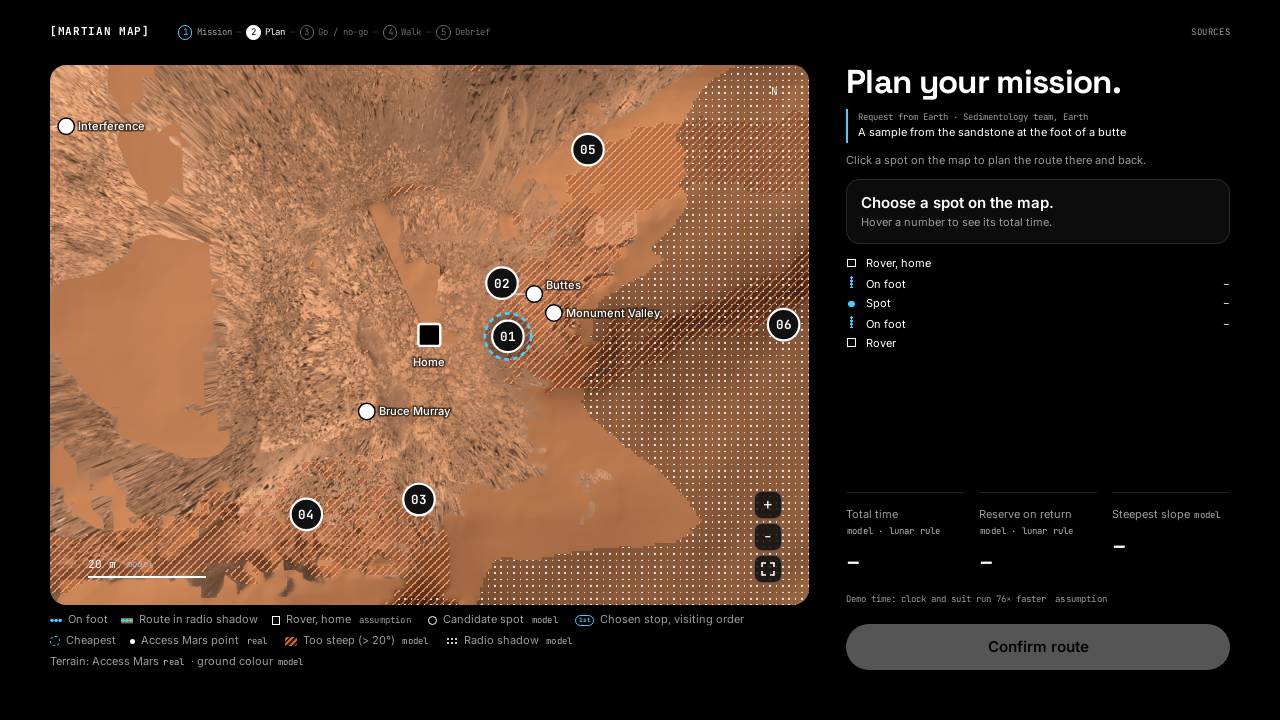 [MARTIAN MAP]
1 Mission – 2 Plan – 3 Go / no-go – 4 Walk – 5 Debrief
SOURCES
N
Interference
05
02
Buttes
Monument Valley
01
06
Home
Bruce Murray
03
04
20 m model
+
–
On foot
Route in radio shadow
Rover, home assumption
Candidate spot model
1st Chosen stop, visiting order
Cheapest
Access Mars point real
Too steep (> 20°) model
Radio shadow model
Terrain: Access Mars real · ground colour model
Plan your mission.
Request from Earth · Sedimentology team, Earth
A sample from the sandstone at the foot of a butte
Click a spot on the map to plan the route there and back.
Choose a spot on the map.
Hover a number to see its total time.
Rover, home
On foot –
Spot –
On foot –
Rover
Total time
model · lunar rule
–
Reserve on return
model · lunar rule
–
Steepest slope model
–
Demo time: clock and suit run 76× faster assumption
Confirm route